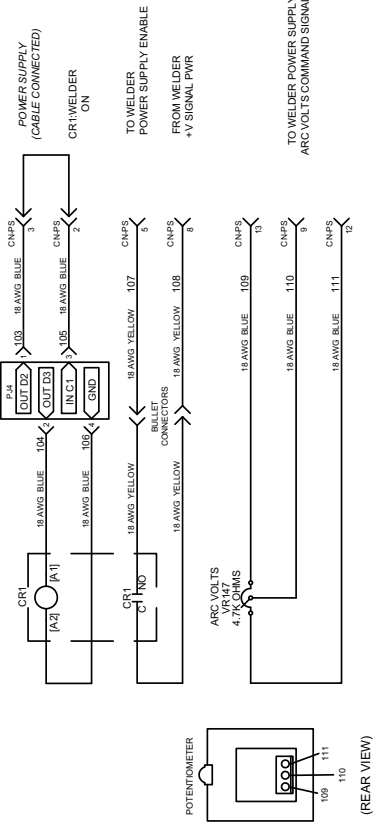 POWER SUPPLY
(CABLE CONNECTED)
CR1:WELDER
ON
TO WELDER
POWER SUPPLY ENABLE
FROM WELDER
+V SIGNAL PWR
TO WELDER POWER SUPPLY
ARC VOLTS COMMAND SIGNAL
CN-PS
3
CN-PS
2
CN-PS
5
CN-PS
8
CN-PS
13
CN-PS
9
CN-PS
12
18 AWG BLUE
18 AWG BLUE
18 AWG YELLOW
18 AWG YELLOW
18 AWG BLUE
18 AWG BLUE
18 AWG BLUE
103
105
107
108
109
110
111
PJ4
1
OUT D2
OUT D3
3
IN C1
GND
2
4
104
106
BULLET
CONNECTORS
18 AWG BLUE
18 AWG BLUE
18 AWG YELLOW
18 AWG YELLOW
CR1
[A2]
[A1]
CR1
C
NO
ARC VOLTS
VR147
4.7K OHMS
POTENTIOMETER
109
110
111
(REAR VIEW)